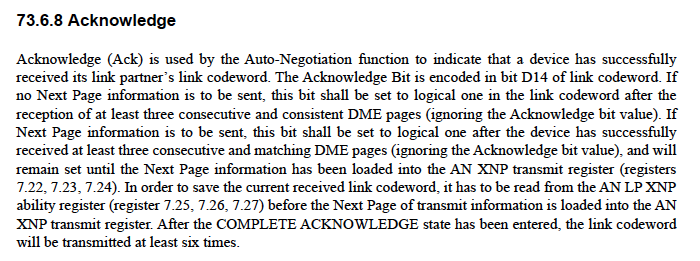 73.6.8 Acknowledge
Acknowledge (Ack) is used by the Auto-Negotiation function to indicate that a device has successfully
received its link partner's link codeword. The Acknowledge Bit is encoded in bit D14 of link codeword. If
no Next Page information is to be sent, this bit shall be set to logical one in the link codeword after the
reception of at least three consecutive and consistent DME pages (ignoring the Acknowledge bit value). If
Next Page information is to be sent, this bit shall be set to logical one after the device has successfully
received at least three consecutive and matching DME pages (ignoring the Acknowledge bit value), and will
remain set until the Next Page information has been loaded into the AN XNP transmit register (registers
7.22, 7.23, 7.24). In order to save the current received link codeword, it has to be read from the AN LP XNP
ability register (register 7.25, 7.26, 7.27) before the Next Page of transmit information is loaded into the AN
XNP transmit register. After the COMPLETE ACKNOWLEDGE state has been entered, the link codeword
will be transmitted at least six times.